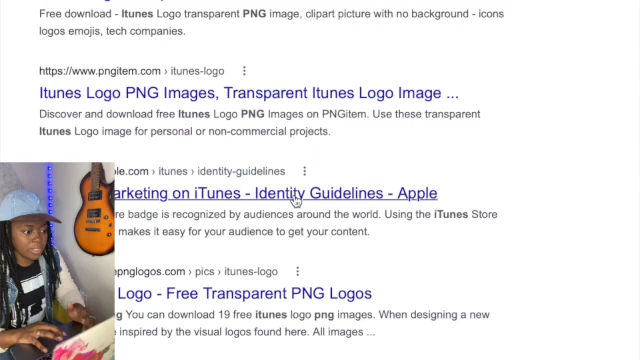 Free download - Itunes Logo transparent PNG image, clipart picture with no background - icons
logos emojis, tech companies.
https://www.pngitem.com › itunes-logo
Itunes Logo PNG Images, Transparent Itunes Logo Image ...
Discover and download free Itunes Logo PNG Images on PNGitem. Use these transparent
Itunes Logo image for personal or non-commercial projects.
ple.com › itunes › identity-guidelines
arketing on iTunes - Identity Guidelines - Apple
re badge is recognized by audiences around the world. Using the iTunes Store
makes it easy for your audience to get your content.
epnglogos.com › pics › itunes-logo
Logo - Free Transparent PNG Logos
g You can download 19 free itunes logo png images. When designing a new
e inspired by the visual logos found here. All images ...